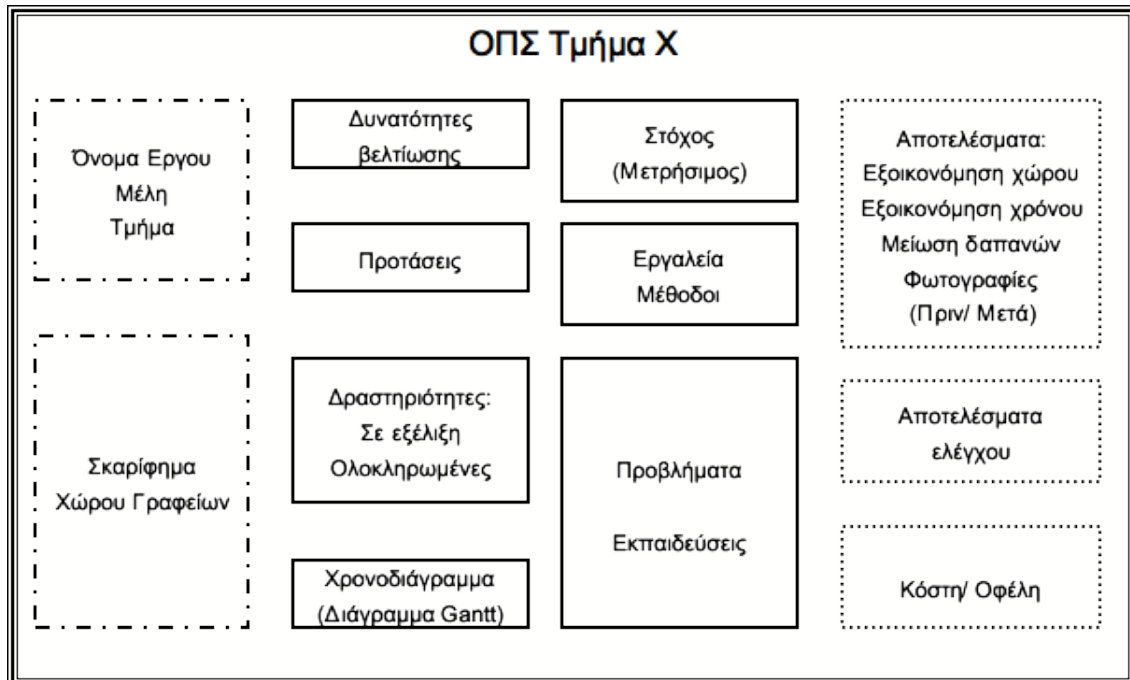 ΟΠΣ Τμήμα Χ
Όνομα Εργου
Μέλη
Τμήμα
Σκαρίφημα
Χώρου Γραφείων
Δυνατότητες
βελτίωσης
Προτάσεις
Δραστηριότητες:
Σε εξέλιξη
Ολοκληρωμένες
Χρονοδιάγραμμα
(Διάγραμμα Gantt)
Στόχος
(Μετρήσιμος)
Εργαλεία
Μέθοδοι
Προβλήματα
Εκπαιδεύσεις
Αποτελέσματα:
Εξοικονόμηση χώρου
Εξοικονόμηση χρόνου
Μείωση δαπανών
Φωτογραφίες
(Πριν/ Μετά)
Αποτελέσματα
ελέγχου
Κόστη/ Οφέλη